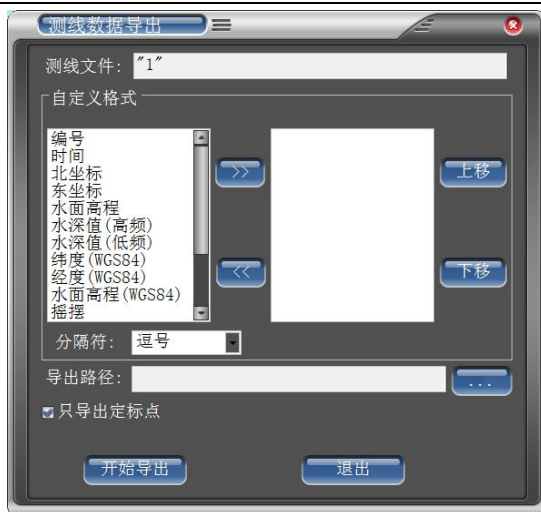 测线数据导出
测线文件: "1"
自定义格式
编号
时间
北坐标
东坐标
水面高程
水深值(高频)
水深值(低频)
纬度(WGS84)
经度(WGS84)
水面高程(WGS84)
摇摆
>>
<<
上移
下移
分隔符: 逗号
导出路径:
...
只导出定标点
开始导出 退出